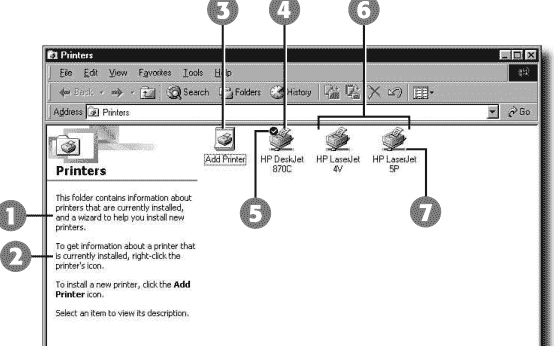 3 4 6
Printers
File Edit View Favorites Tools Help
Back Search Folders History
Address Printers Go
Add Printer
HP DeskJet
870C
HP LaserJet
4V
HP LaserJet
5P
Printers
5 7
1
This folder contains information about
printers that are currently installed,
and a wizard to help you install new
printers.
2
To get information about a printer that
is currently installed, right-click the
printer's icon.
To install a new printer, click the Add
Printer icon.
Select an item to view its description.